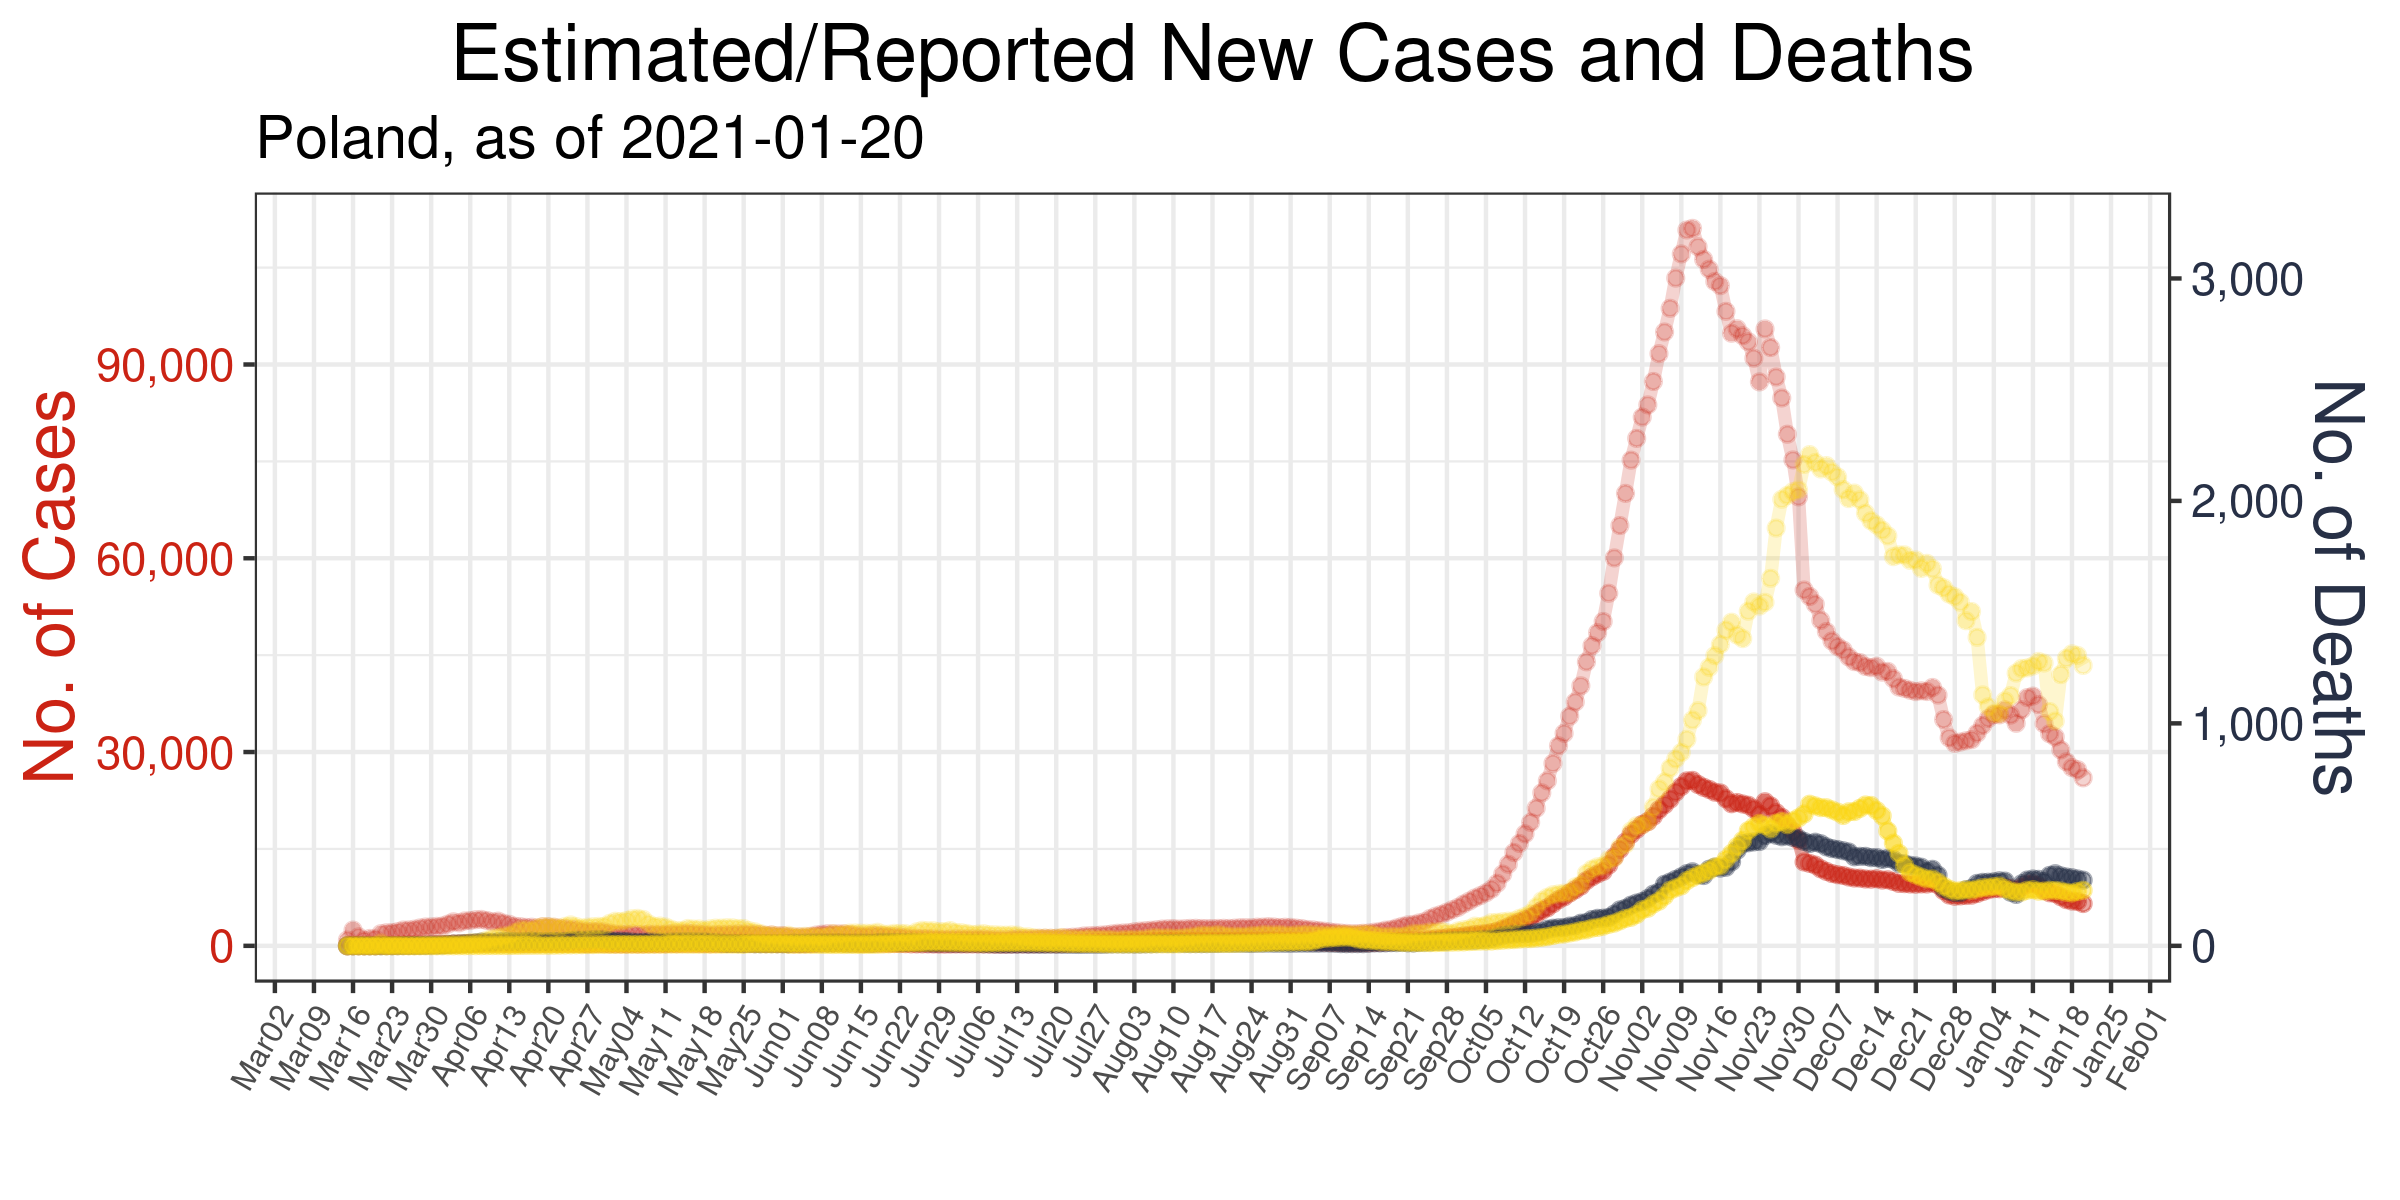 Estimated/Reported New Cases and Deaths
Poland, as of 2021-01-20
No. of Cases
90,000
60,000
30,000
0
3,000
2,000
1,000
0
No. of Deaths
Mar02
Mar09
Mar16
Mar23
Mar30
Apr06
Apr13
Apr20
Apr27
May04
May11
May18
May25
Jun01
Jun08
Jun15
Jun22
Jun29
Jul06
Jul13
Jul20
Jul27
Aug03
Aug10
Aug17
Aug24
Aug31
Sep07
Sep14
Sep21
Sep28
Oct05
Oct12
Oct19
Oct26
Nov02
Nov09
Nov16
Nov23
Nov30
Dec07
Dec14
Dec21
Dec28
Jan04
Jan11
Jan18
Jan25
Feb01